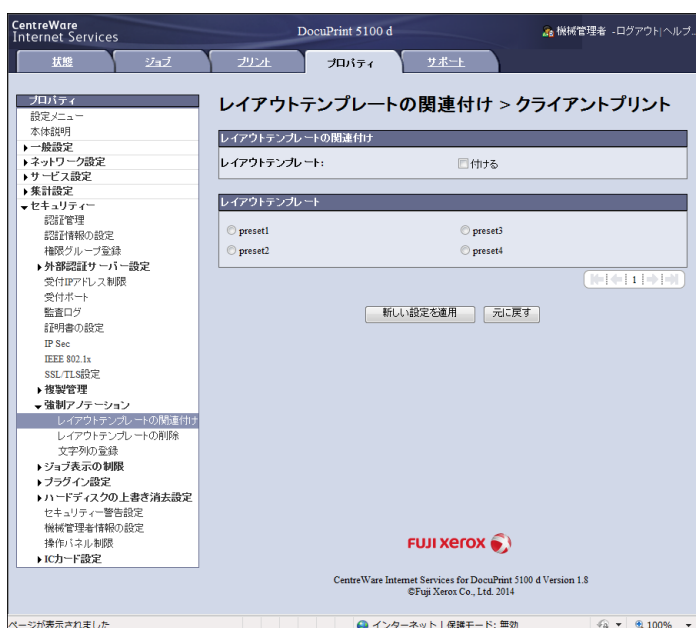 CentreWare
Internet Services
DocuPrint 5100 d
機械管理者 -ログアウト|ヘルプ..
状態
ジョブ
プリント
プロパティ
サポート
プロパティ
設定メニュー
本体説明
一般設定
ネットワーク設定
サービス設定
集計設定
セキュリティー
認証管理
認証情報の設定
権限グループ登録
外部認証サーバー設定
受付IPアドレス制限
受付ポート
監査ログ
証明書の設定
IP Sec
IEEE 802.1x
SSL/TLS設定
複製管理
強制アノテーション
レイアウトテンプレートの関連付け
レイアウトテンプレートの削除
文字列の登録
ジョブ表示の制限
プラグイン設定
ハードディスクの上書き消去設定
セキュリティー警告設定
機械管理者情報の設定
操作パネル制限
ICカード設定
レイアウトテンプレートの関連付け > クライアントプリント
レイアウトテンプレートの関連付け
レイアウトテンプレート:
付ける
レイアウトテンプレート
preset1
preset3
preset2
preset4
1
新しい設定を適用
元に戻す
FUJI XEROX
CentreWare Internet Services for DocuPrint 5100 d Version 1.8
©Fuji Xerox Co., Ltd. 2014
ページが表示されました
インターネット | 保護モード: 無効
100%